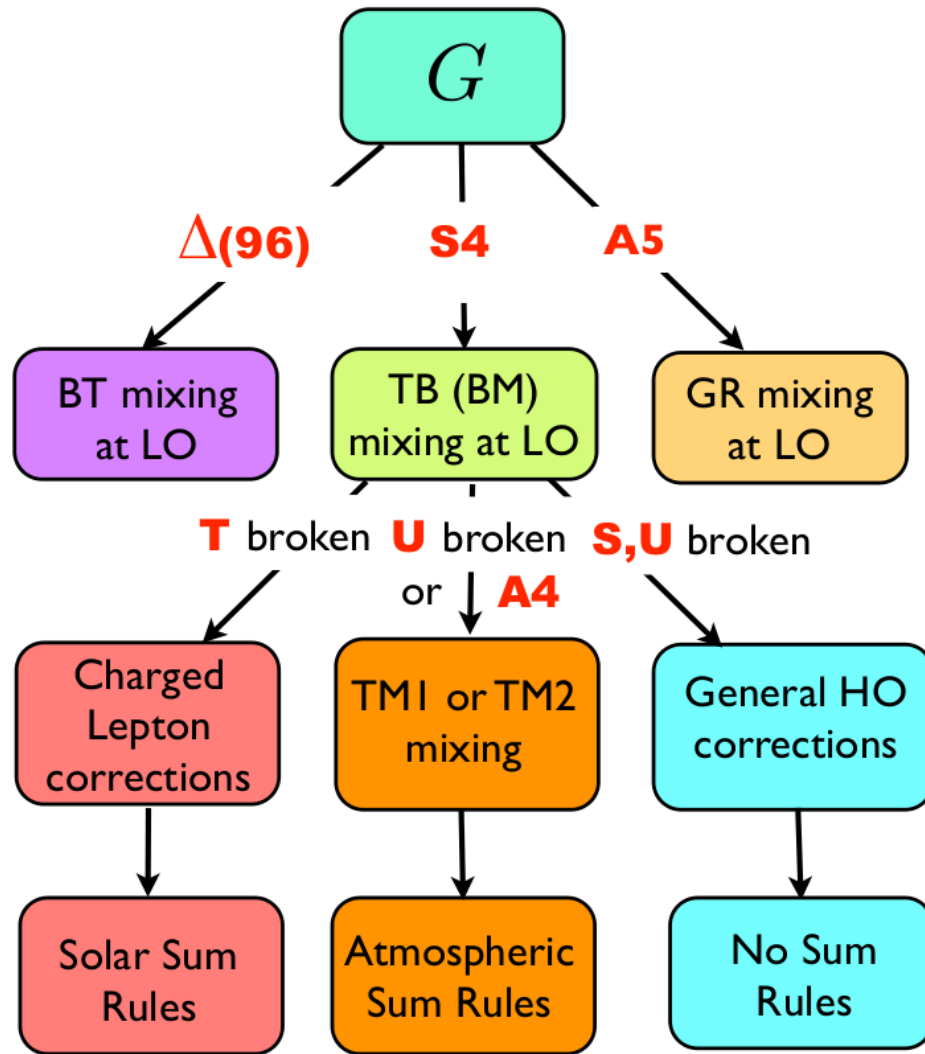 G
Δ(96)
S4
A5
BT mixing
at LO
TB (BM)
mixing at LO
GR mixing
at LO
T broken
U broken
or A4
S,U broken
Charged
Lepton
corrections
TM1 or TM2
mixing
General HO
corrections
Solar Sum
Rules
Atmospheric
Sum Rules
No Sum
Rules